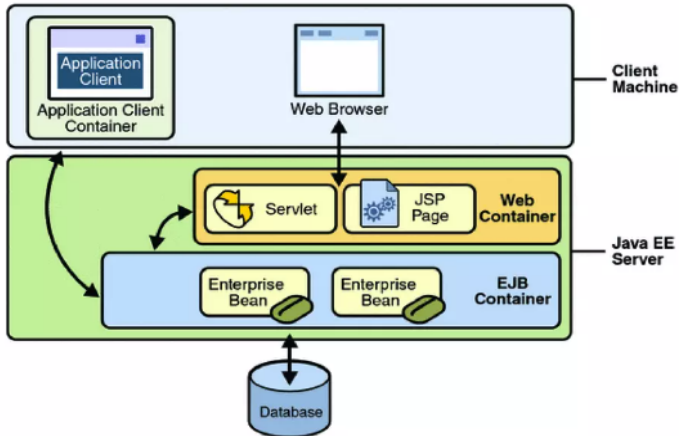 Application
Client
Application Client
Container
Web Browser
Client
Machine
Servlet
JSP
Page
Web
Container
Java EE
Server
Enterprise
Bean
Enterprise
Bean
EJB
Container
Database